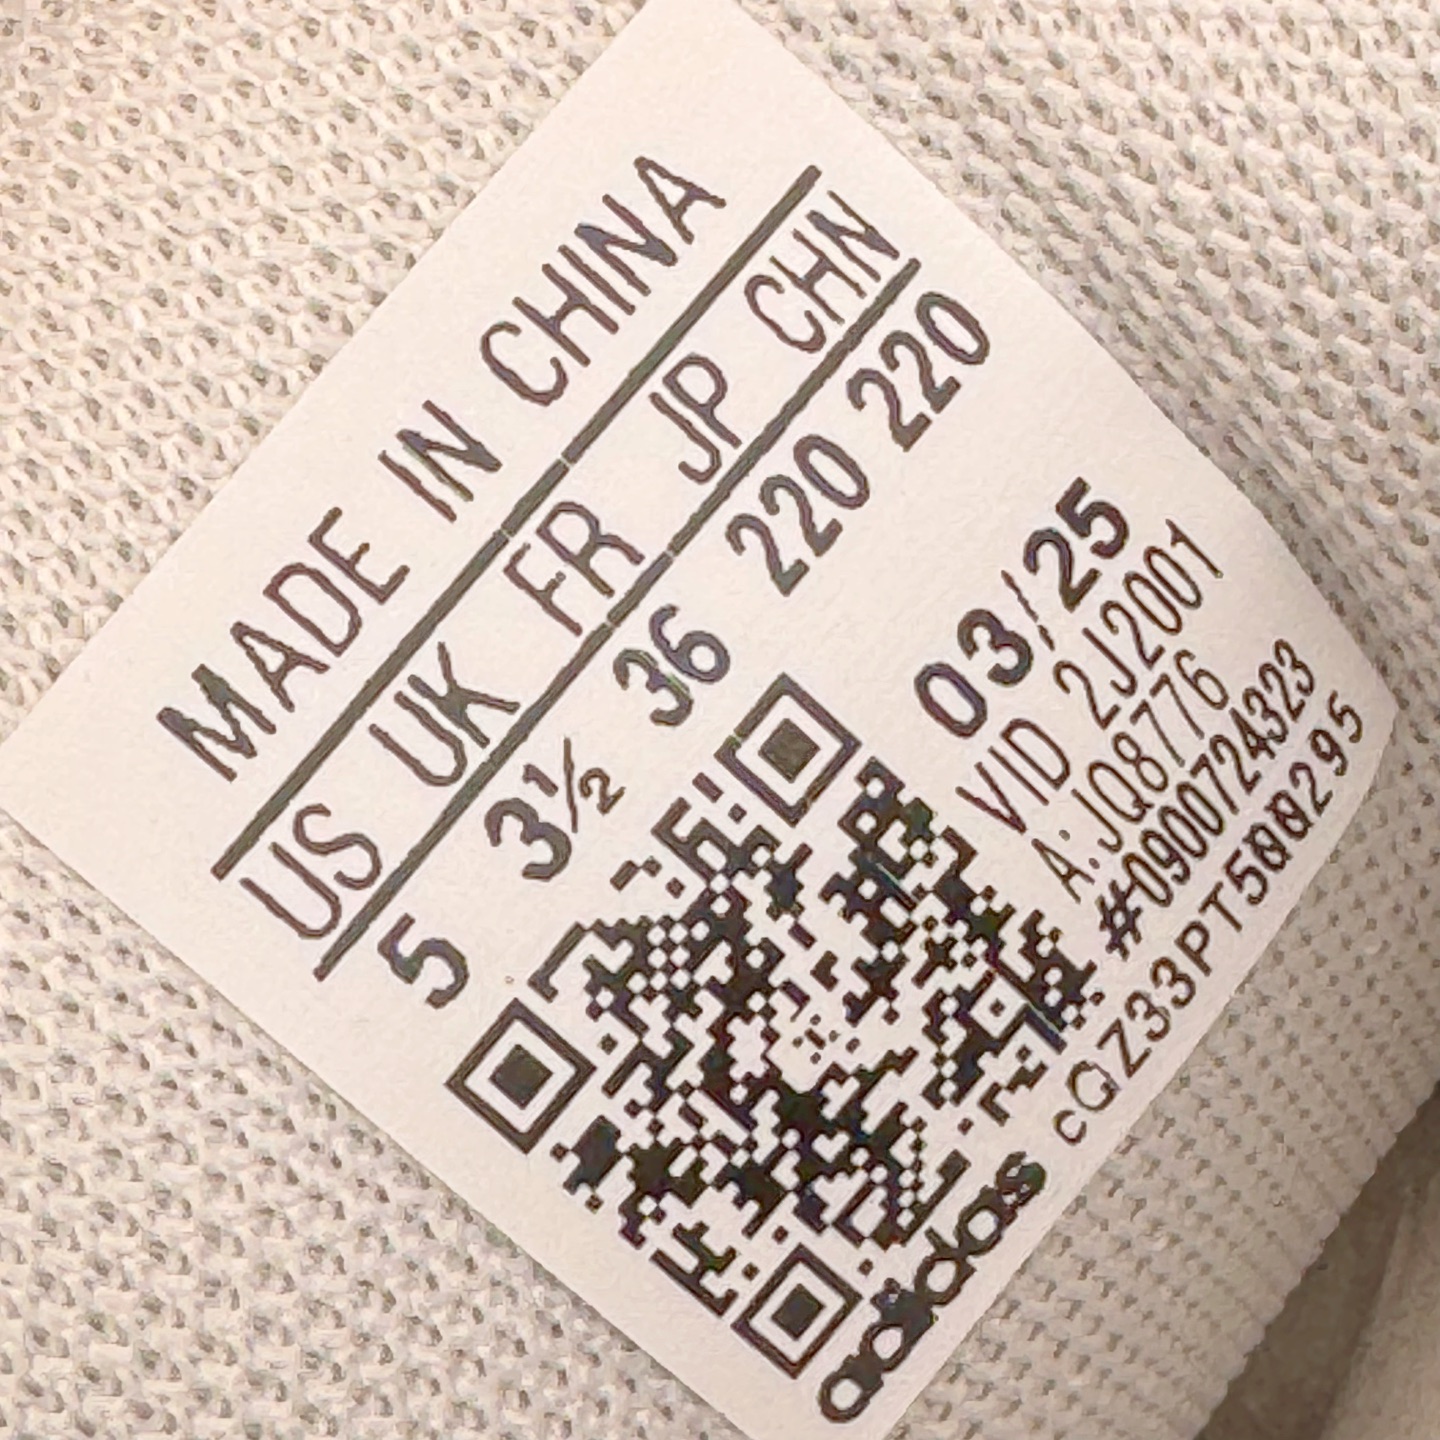 MADE IN CHINA
US UK FR JP CHN
5 3½ 36 220 220
03/25
VID 2J2001
A:JQ8776
#0900724323
cQZ33PT500295
adidas